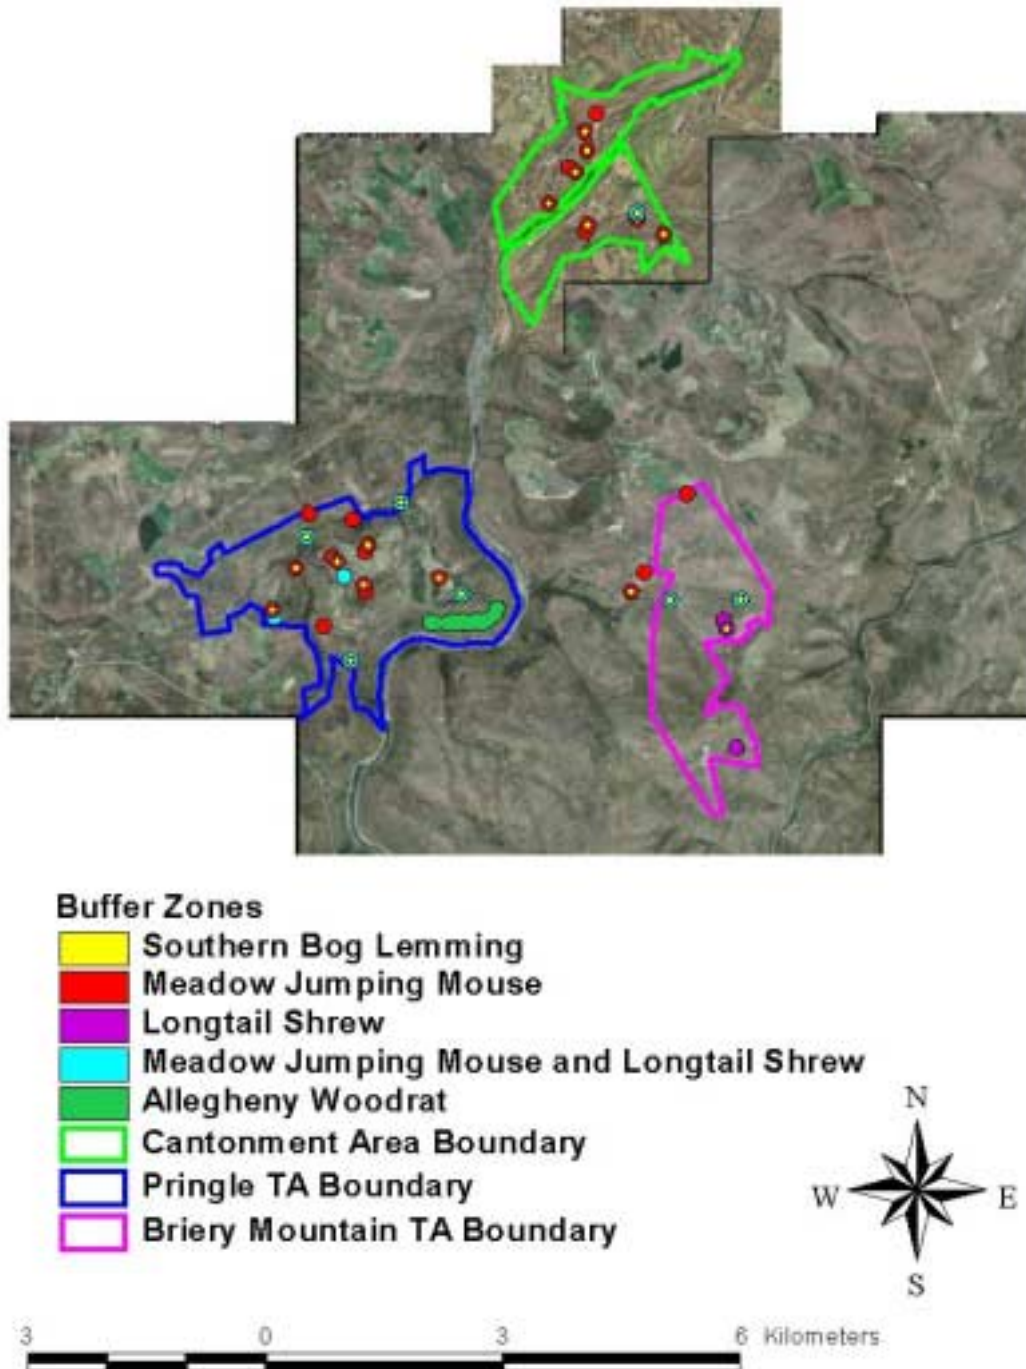 Buffer Zones
Southern Bog Lemming
Meadow Jumping Mouse
Longtail Shrew
Meadow Jumping Mouse and Longtail Shrew
Allegheny Woodrat
Cantonment Area Boundary
Pringle TA Boundary
Briery Mountain TA Boundary
N
W E
S
3 0 3 6 Kilometers